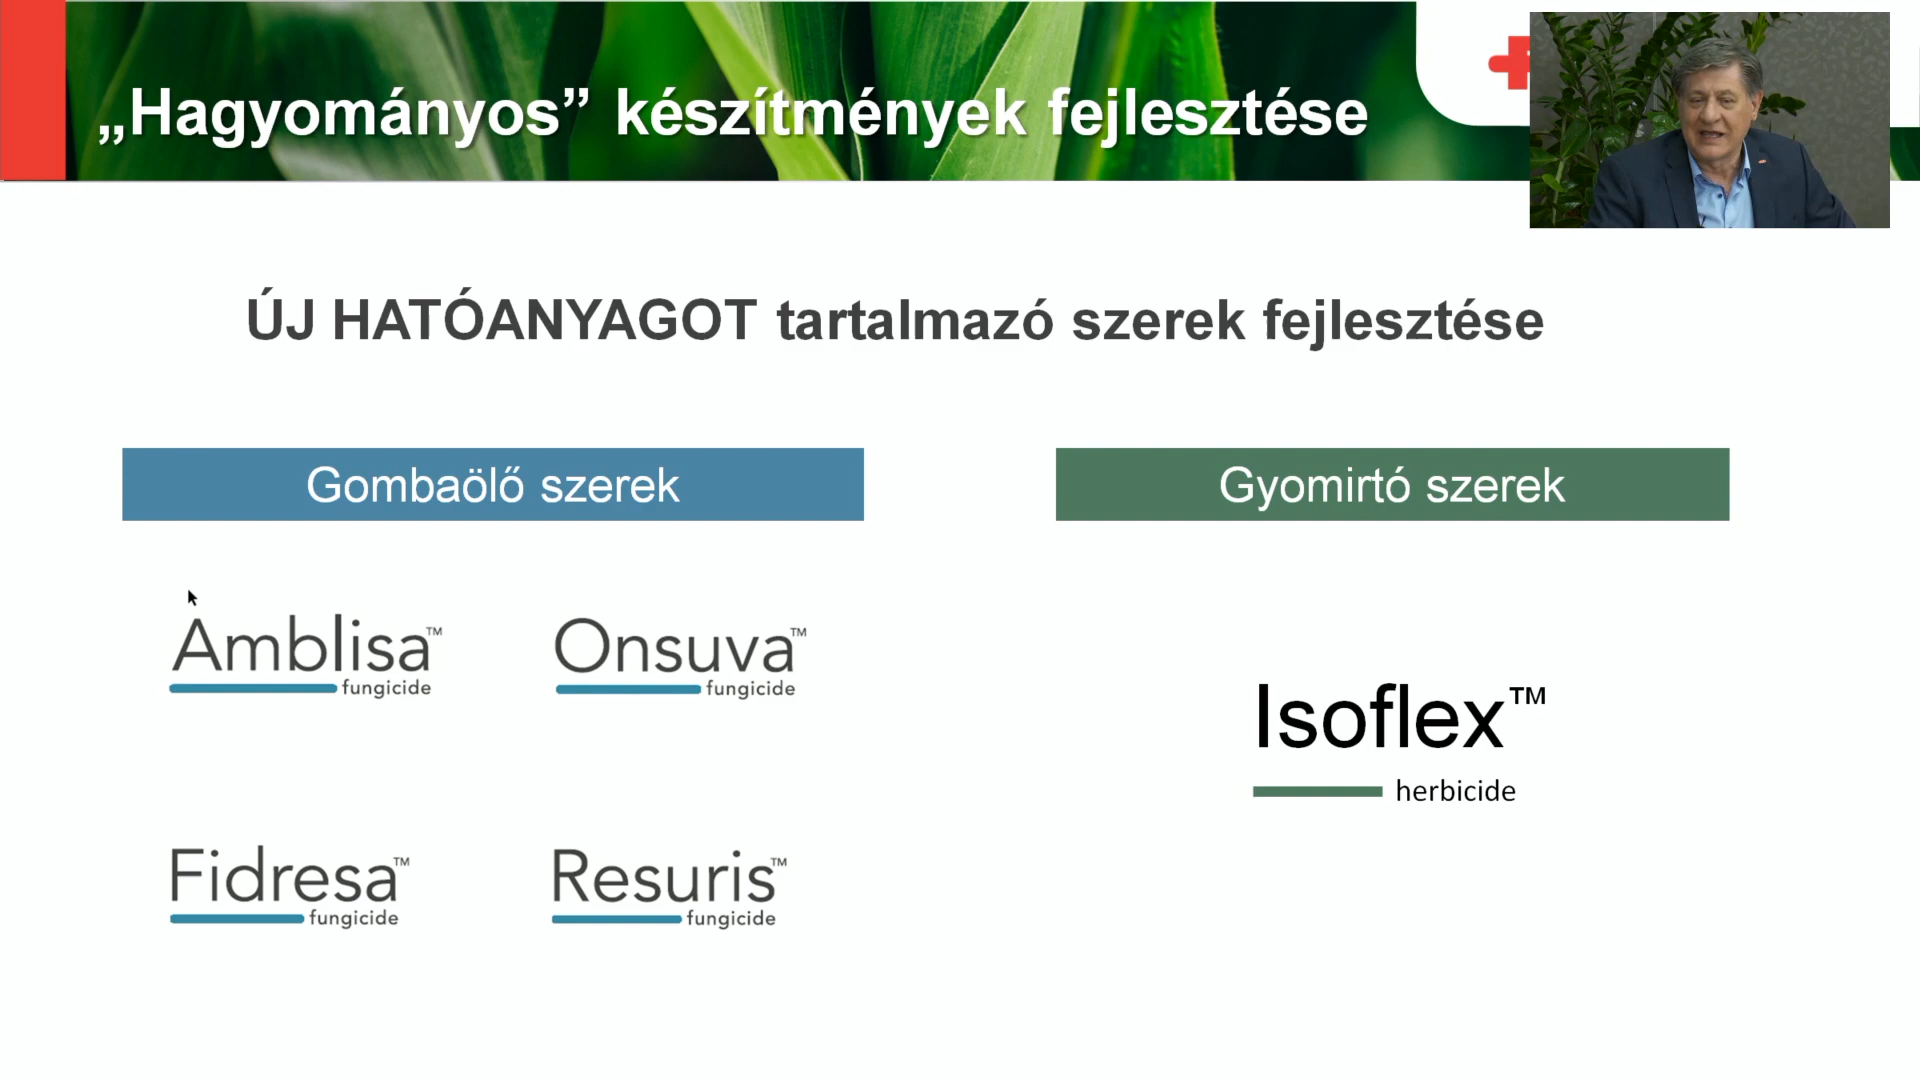 „Hagyományos” készítmények fejlesztése
ÚJ HATÓANYAGOT tartalmazó szerek fejlesztése
Gombaölő szerek
Gyomirtó szerek
Amblisa™
fungicide
Onsuva™
fungicide
Isoflex™
herbicide
Fidresa™
fungicide
Resuris™
fungicide